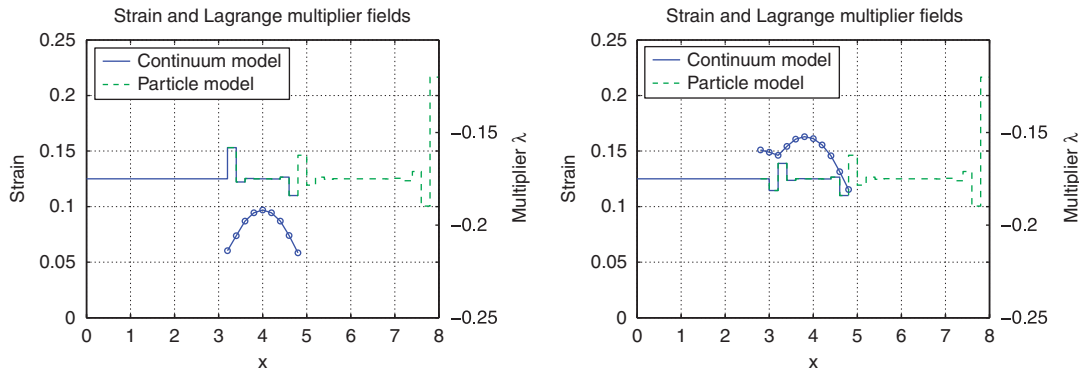 Strain and Lagrange multiplier fields
0.25
0.2
0.15
0.1
0.05
0
Strain
Continuum model
Particle model
−0.15
−0.2
−0.25
Multiplier λ
0 1 2 3 4 5 6 7 8
x
Strain and Lagrange multiplier fields
0.25
0.2
0.15
0.1
0.05
0
Strain
Continuum model
Particle model
−0.15
−0.2
−0.25
Multiplier λ
0 1 2 3 4 5 6 7 8
x